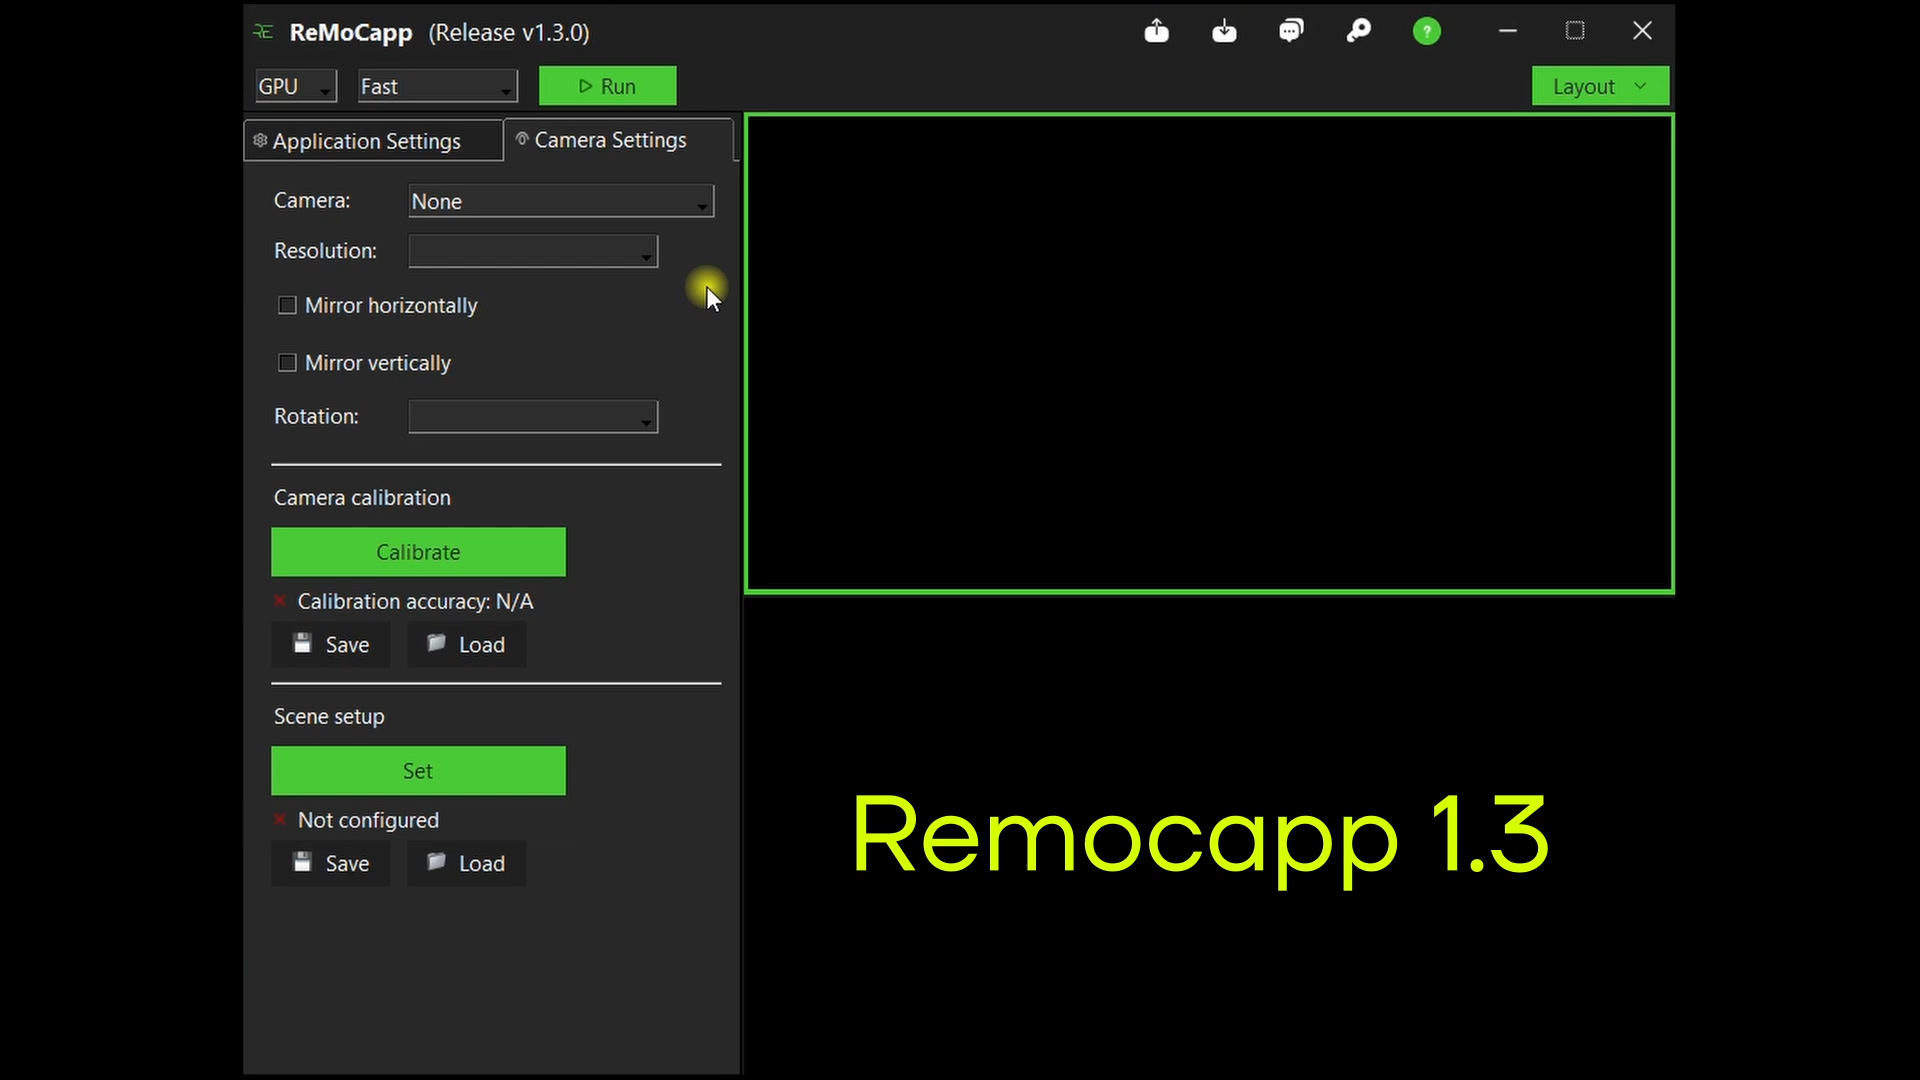 ReMoCapp (Release v1.3.0)
?
GPU Fast Run Layout
Application Settings Camera Settings
Camera: None
Resolution:
Mirror horizontally
Mirror vertically
Rotation:
Camera calibration
Calibrate
Calibration accuracy: N/A
Save Load
Scene setup
Set
Not configured
Save Load
Remocapp 1.3